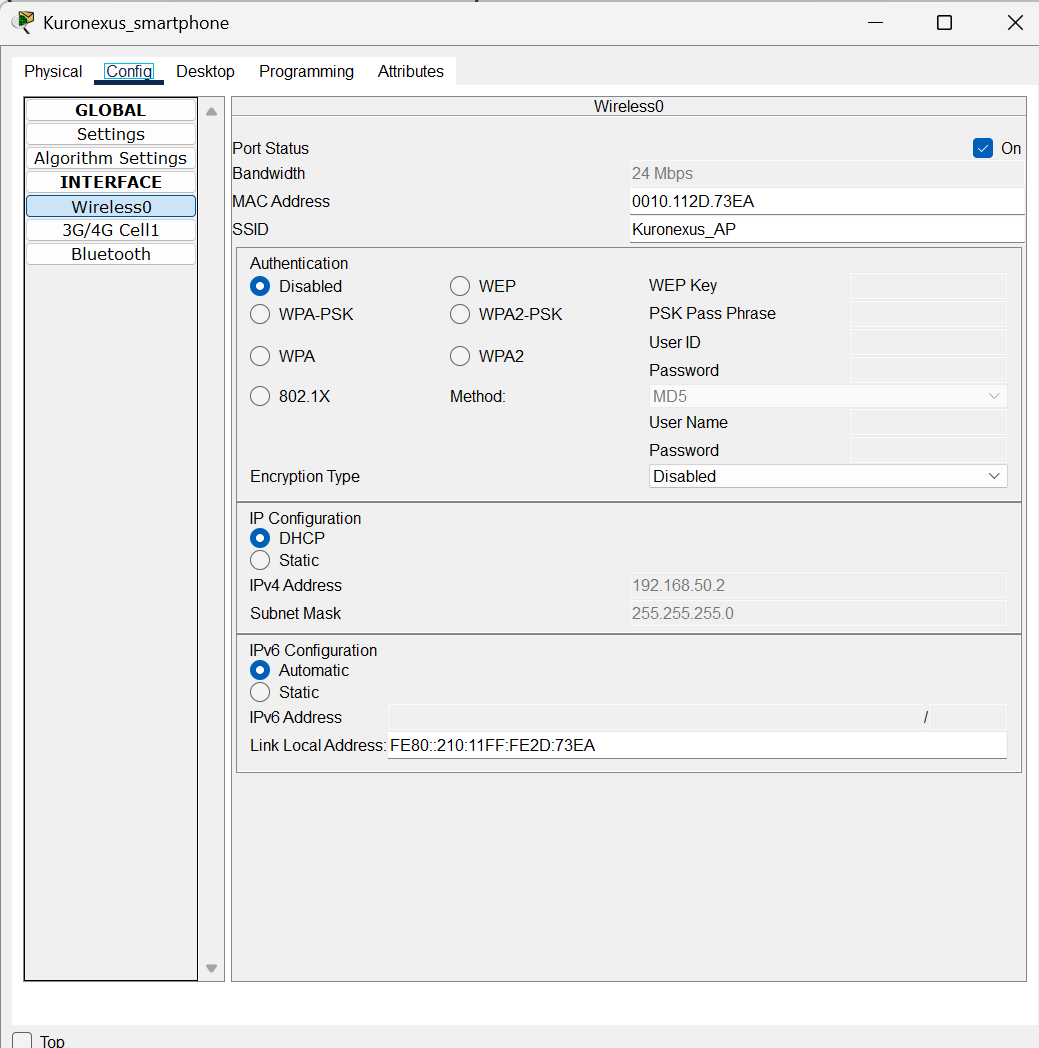 Kuronexus_smartphone
Physical Config Desktop Programming Attributes
GLOBAL
Settings
Algorithm Settings
INTERFACE
Wireless0
3G/4G Cell1
Bluetooth
Wireless0
Port Status On
Bandwidth 24 Mbps
MAC Address 0010.112D.73EA
SSID Kuronexus_AP
Authentication
Disabled WEP WEP Key
WPA-PSK WPA2-PSK PSK Pass Phrase
User ID
WPA WPA2
Password
802.1X Method: MD5
User Name
Password
Encryption Type Disabled
IP Configuration
DHCP
Static
IPv4 Address 192.168.50.2
Subnet Mask 255.255.255.0
IPv6 Configuration
Automatic
Static
IPv6 Address /
Link Local Address: FE80::210:11FF:FE2D:73EA
Top